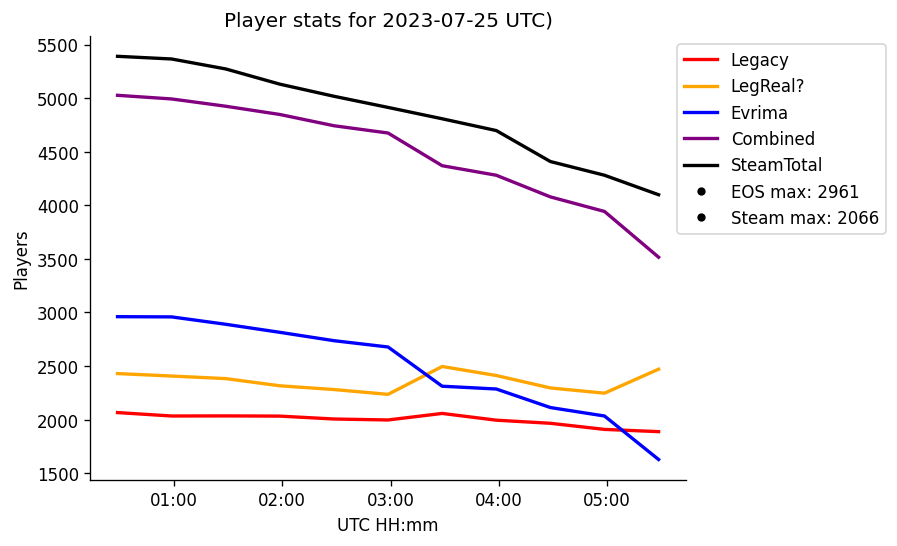 Player stats for 2023-07-25 UTC)
5500
5000
4500
4000
3500
3000
2500
2000
1500
Players
01:00
02:00
03:00
04:00
05:00
UTC HH:mm
Legacy
LegReal?
Evrima
Combined
SteamTotal
EOS max: 2961
Steam max: 2066